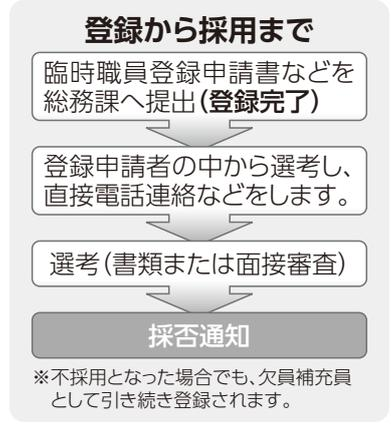 登録から採用まで
臨時職員登録申請書などを
総務課へ提出(登録完了)
登録申請者の中から選考し、
直接電話連絡などをします。
選考(書類または面接審査)
採否通知
※不採用となった場合でも、欠員補充員
として引き続き登録されます。